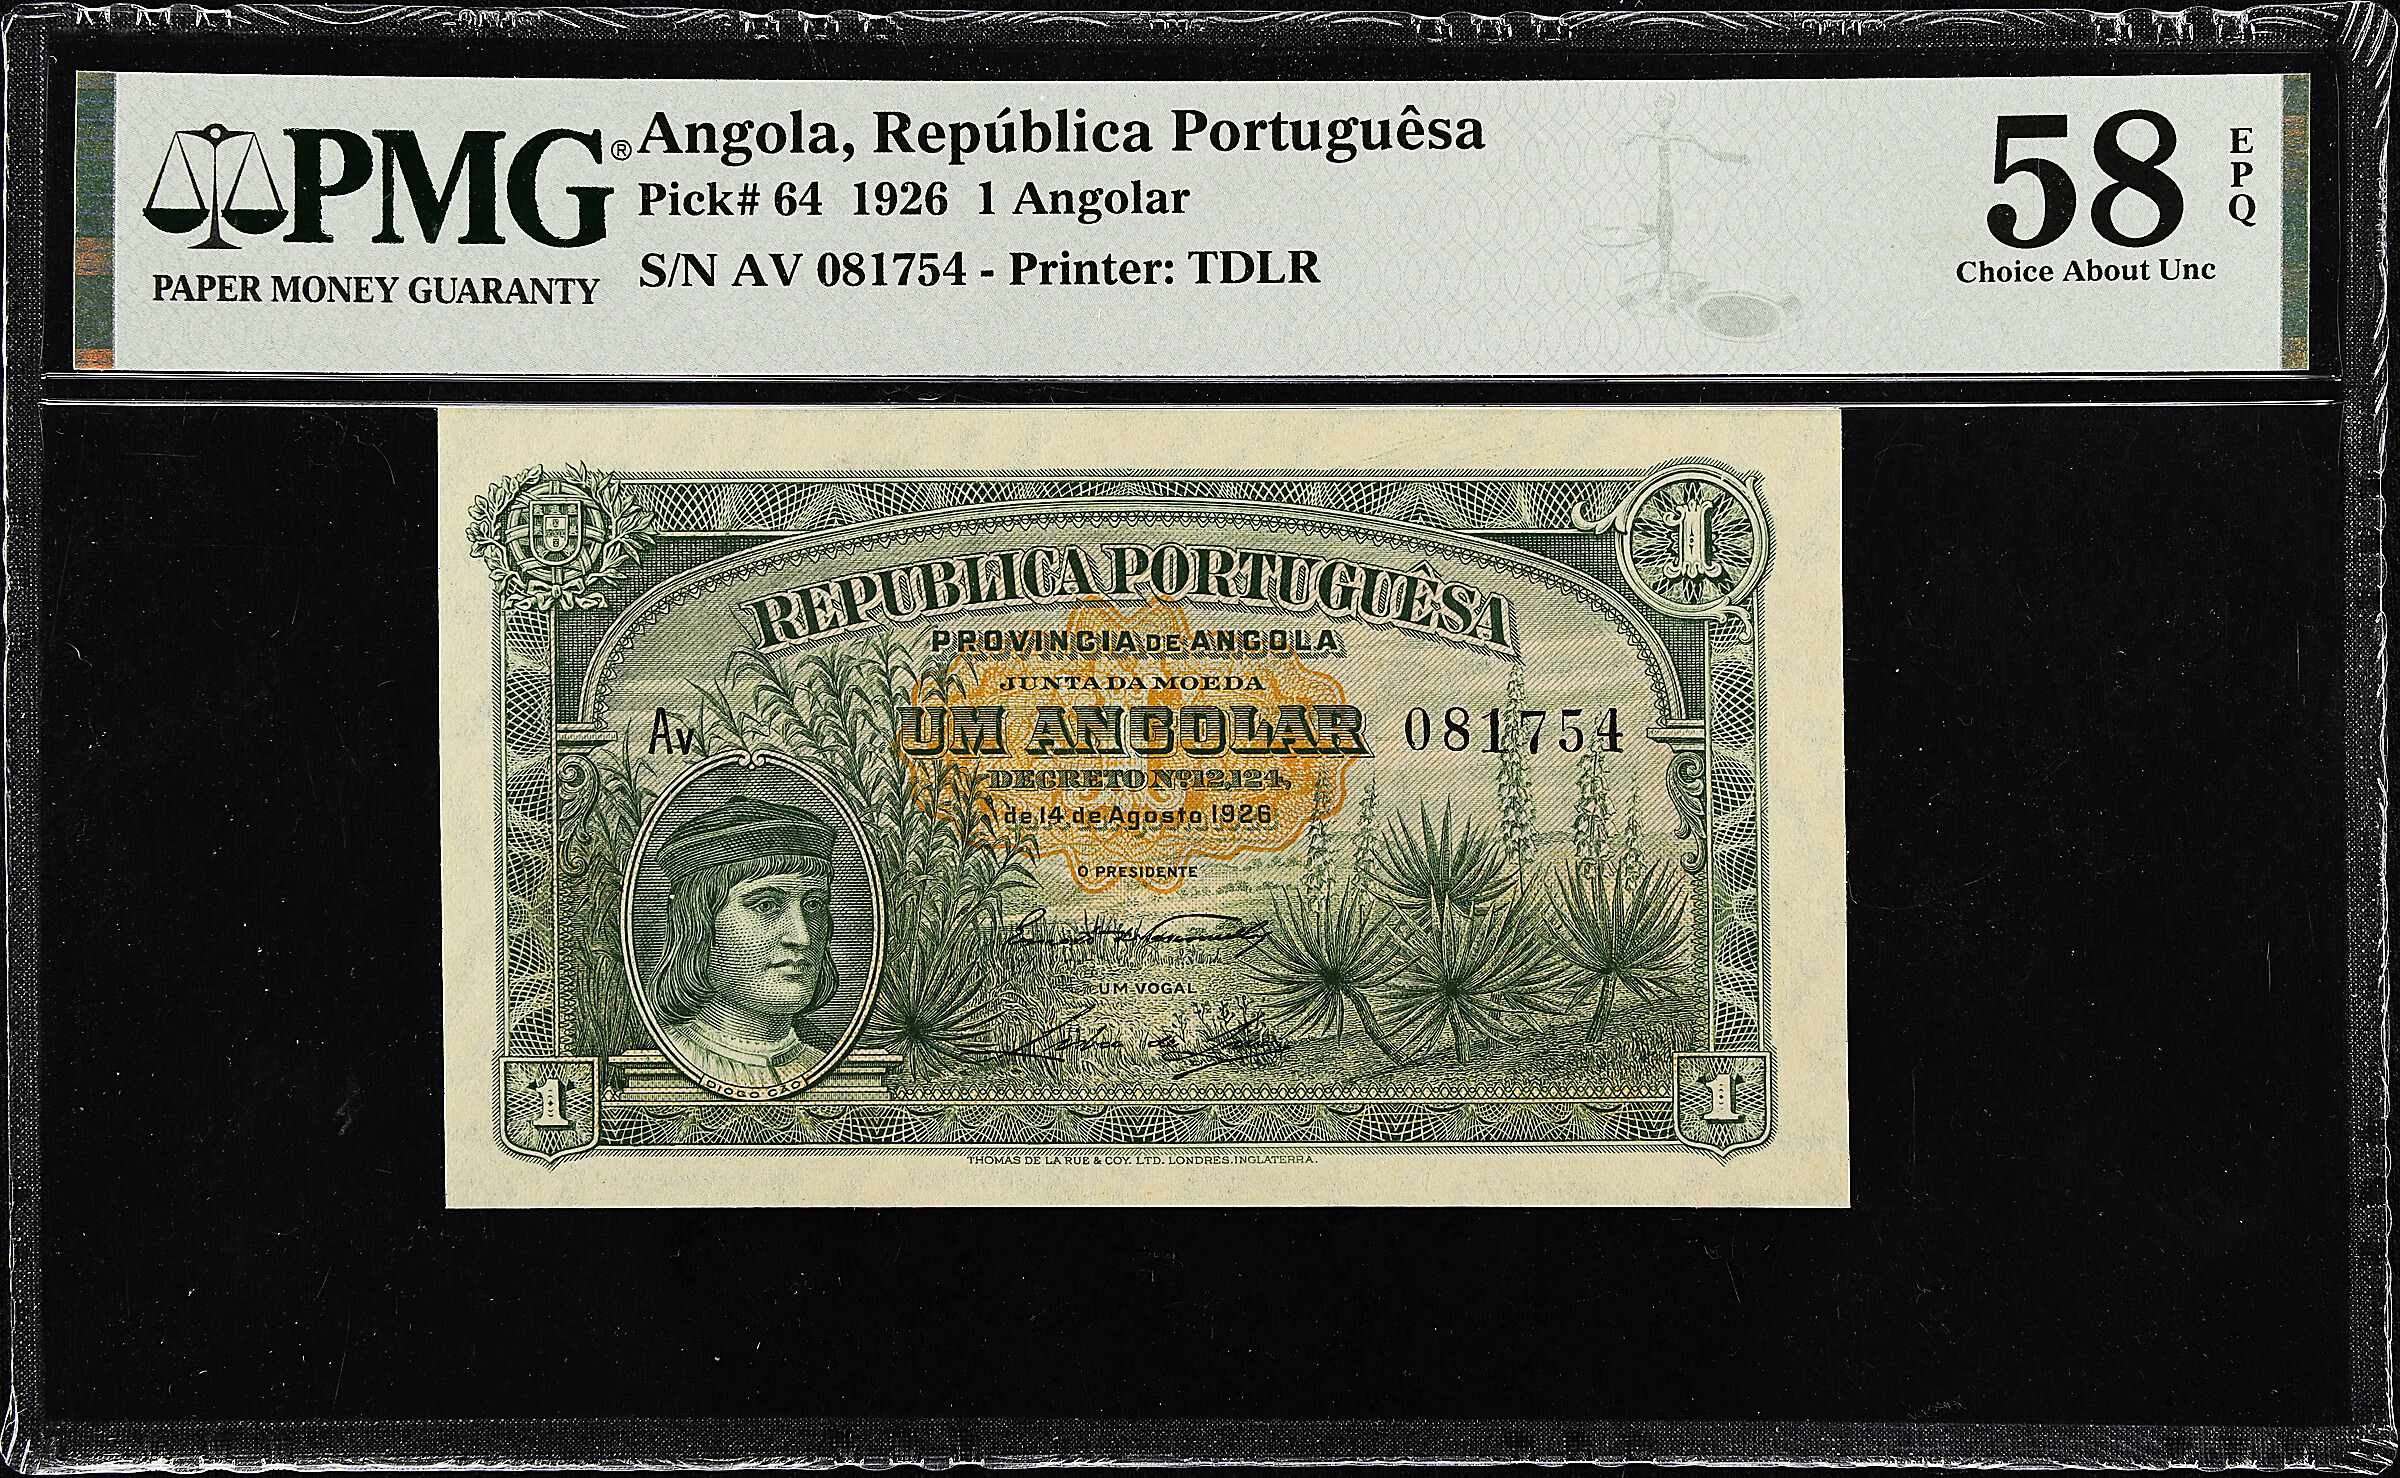 PMG®
PAPER MONEY GUARANTY
Angola, República Portuguêsa
Pick# 64 1926 1 Angolar
S/N AV 081754 - Printer: TDLR
58
EPQ
Choice About Unc
1
REPUBLICA PORTUGUÊSA
PROVINCIA DE ANGOLA
JUNTA DA MOEDA
Av UM ANGOLAR 081754
DECRETO Nº 12,124,
de 14 de Agosto 1926
O PRESIDENTE
UM VOGAL
DIOGO CÃO
1 1
THOMAS DE LA RUE & COY. LTD. LONDRES, INGLATERRA.